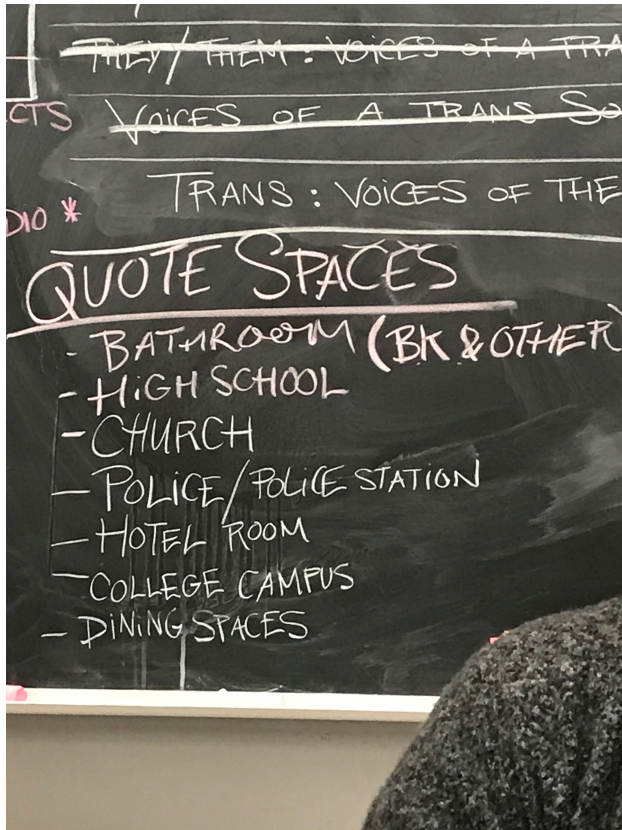 THEY/THEM: VOICES OF A TRA
CTS VOICES OF A TRANS SO
TRANS: VOICES OF THE
DIO *
QUOTE SPACES
- BATHROOM (BK & OTHER)
- HIGH SCHOOL
- CHURCH
- POLICE/POLICE STATION
- HOTEL ROOM
- COLLEGE CAMPUS
- DINING SPACES